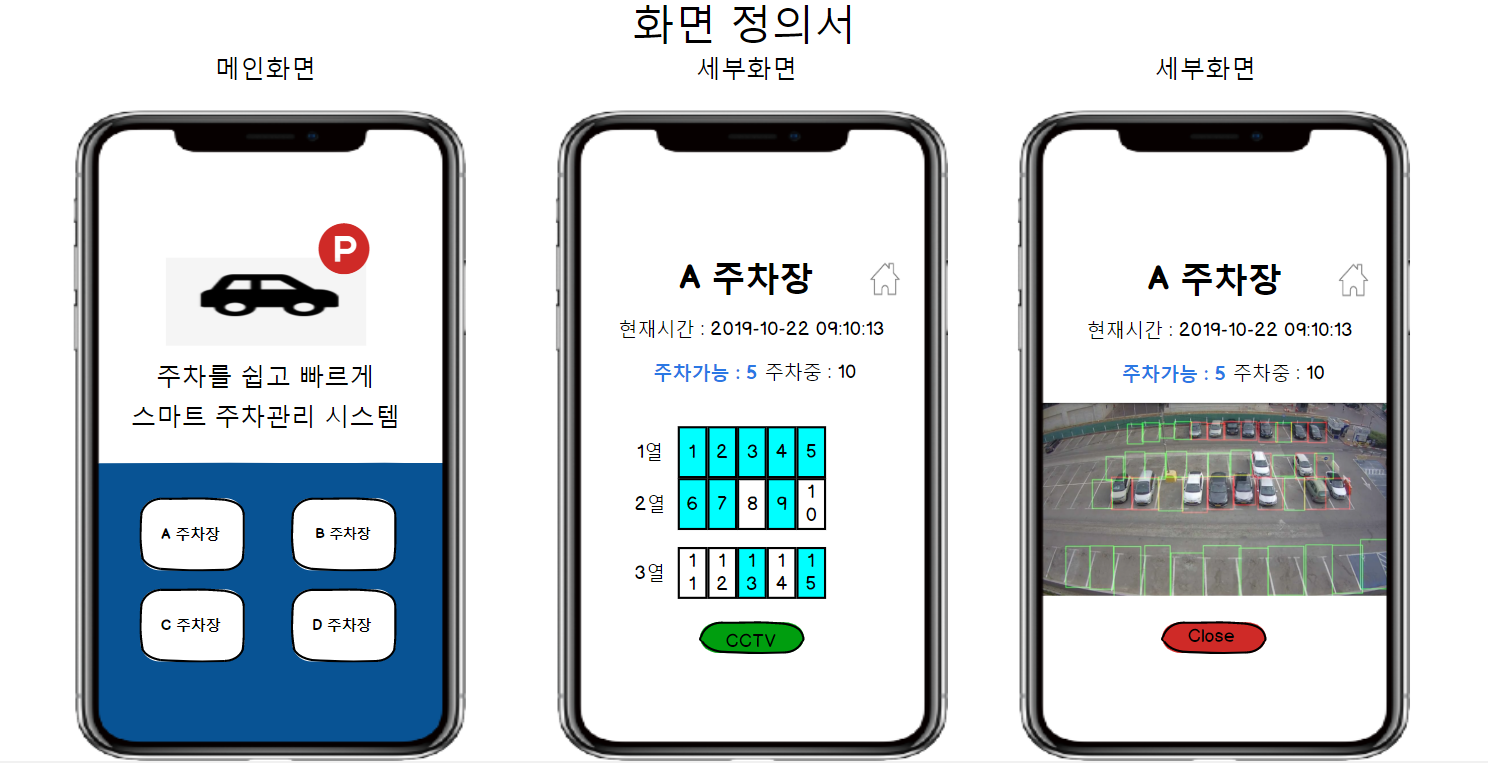 화면 정의서
메인화면
세부화면
세부화면
P
주차를 쉽고 빠르게
스마트 주차관리 시스템
A 주차장
B 주차장
C 주차장
D 주차장
A 주차장
현재시간 : 2019-10-22 09:10:13
주차가능 : 5 주차중 : 10
1열 1 2 3 4 5
2열 6 7 8 9 10
3열 11 12 13 14 15
CCTV
A 주차장
현재시간 : 2019-10-22 09:10:13
주차가능 : 5 주차중 : 10
Close